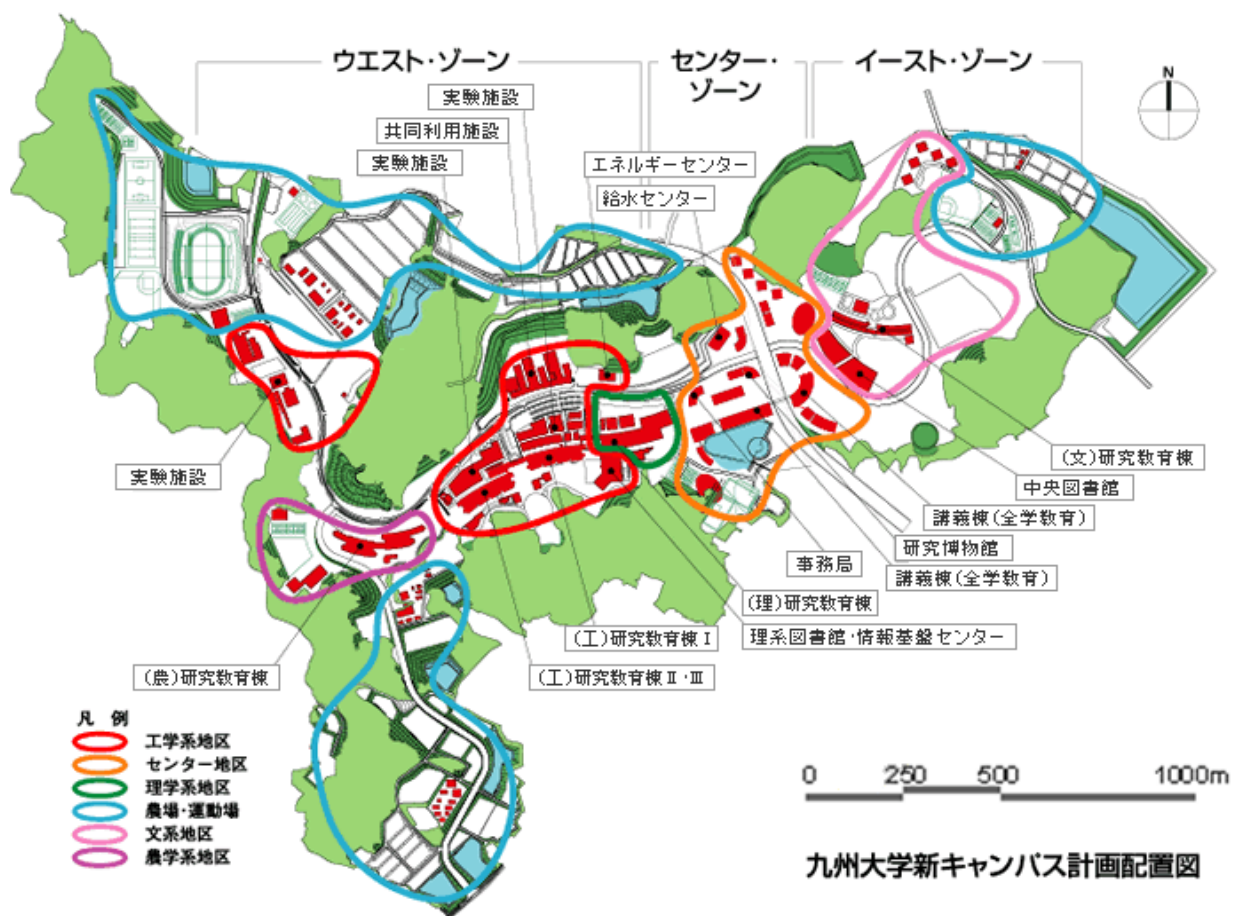 ウエスト・ゾーン
センター・
ゾーン
イースト・ゾーン
N
実験施設
共同利用施設
実験施設
エネルギーセンター
給水センター
実験施設
(文)研究教育棟
中央図書館
講義棟(全学教育)
研究博物館
講義棟(全学教育)
事務局
(理)研究教育棟
理系図書館・情報基盤センター
(工)研究教育棟Ⅰ
(工)研究教育棟Ⅱ・Ⅲ
(農)研究教育棟
凡 例
工学系地区
センター地区
理学系地区
農場・運動場
文系地区
農学系地区
0 250 500 1000m
九州大学新キャンパス計画配置図